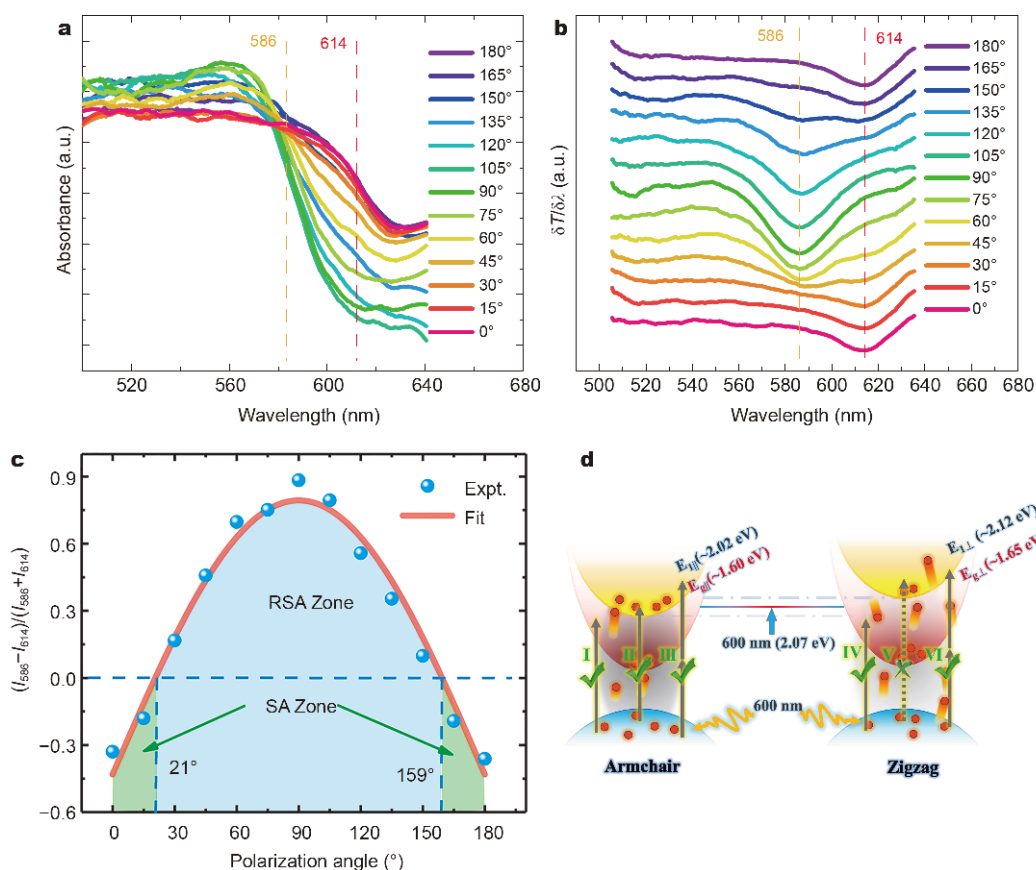 a
586
614
180°
165°
150°
135°
120°
105°
90°
75°
60°
45°
30°
15°
0°
Absorbance (a.u.)
520
560
600
640
680
Wavelength (nm)
b
586
614
180°
165°
150°
135°
120°
105°
90°
75°
60°
45°
30°
15°
0°
δT/δλ (a.u.)
500
520
540
560
580
600
620
640
660
680
Wavelength (nm)
c
0.9
0.6
0.3
0.0
−0.3
−0.6
(I586−I614)/(I586+I614)
Expt.
Fit
RSA Zone
SA Zone
21°
159°
0
30
60
90
120
150
180
Polarization angle (°)
d
E1∥(~2.02 eV)
Eg∥(~1.60 eV)
E1⊥(~2.12 eV)
Eg⊥(~1.65 eV)
600 nm (2.07 eV)
I
II
III
IV
V
VI
600 nm
Armchair
Zigzag